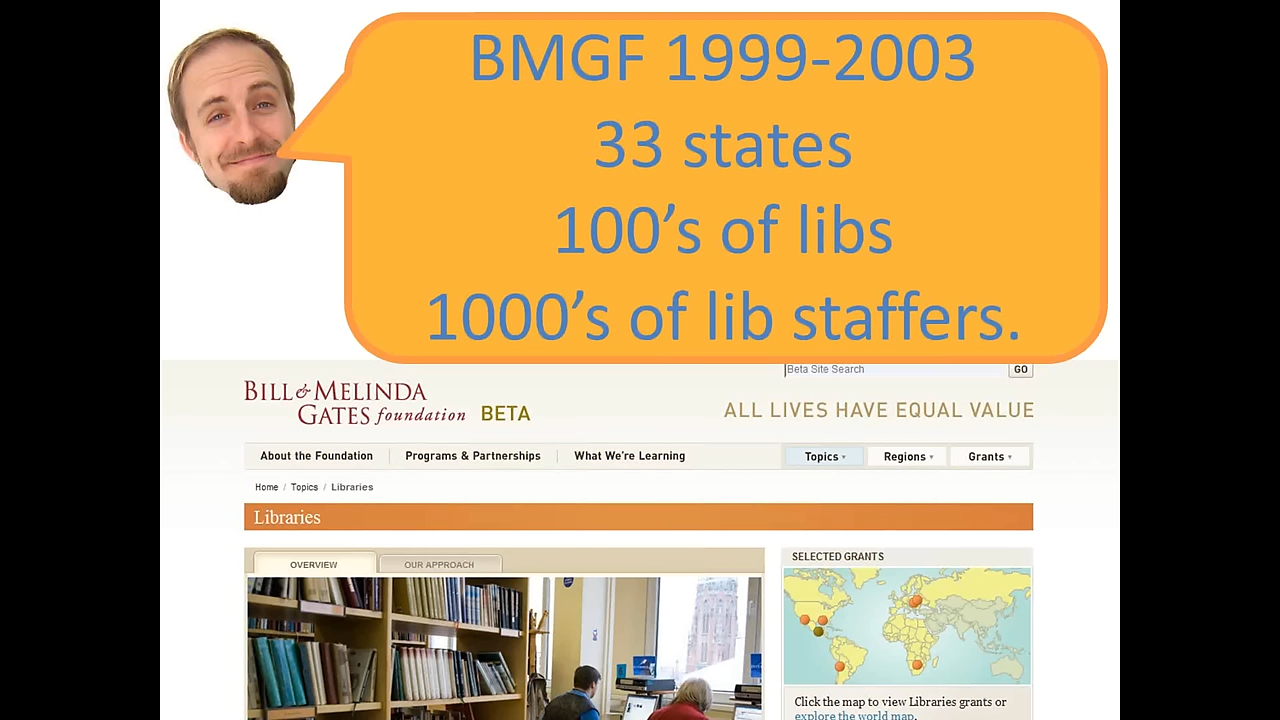 BMGF 1999-2003
33 states
100’s of libs
1000’s of lib staffers.
Beta Site Search
GO
BILL & MELINDA
GATES foundation BETA
ALL LIVES HAVE EQUAL VALUE
About the Foundation
Programs & Partnerships
What We're Learning
Topics
Regions
Grants
Home / Topics / Libraries
Libraries
OVERVIEW
OUR APPROACH
SELECTED GRANTS
Click the map to view Libraries grants or
explore the world map.